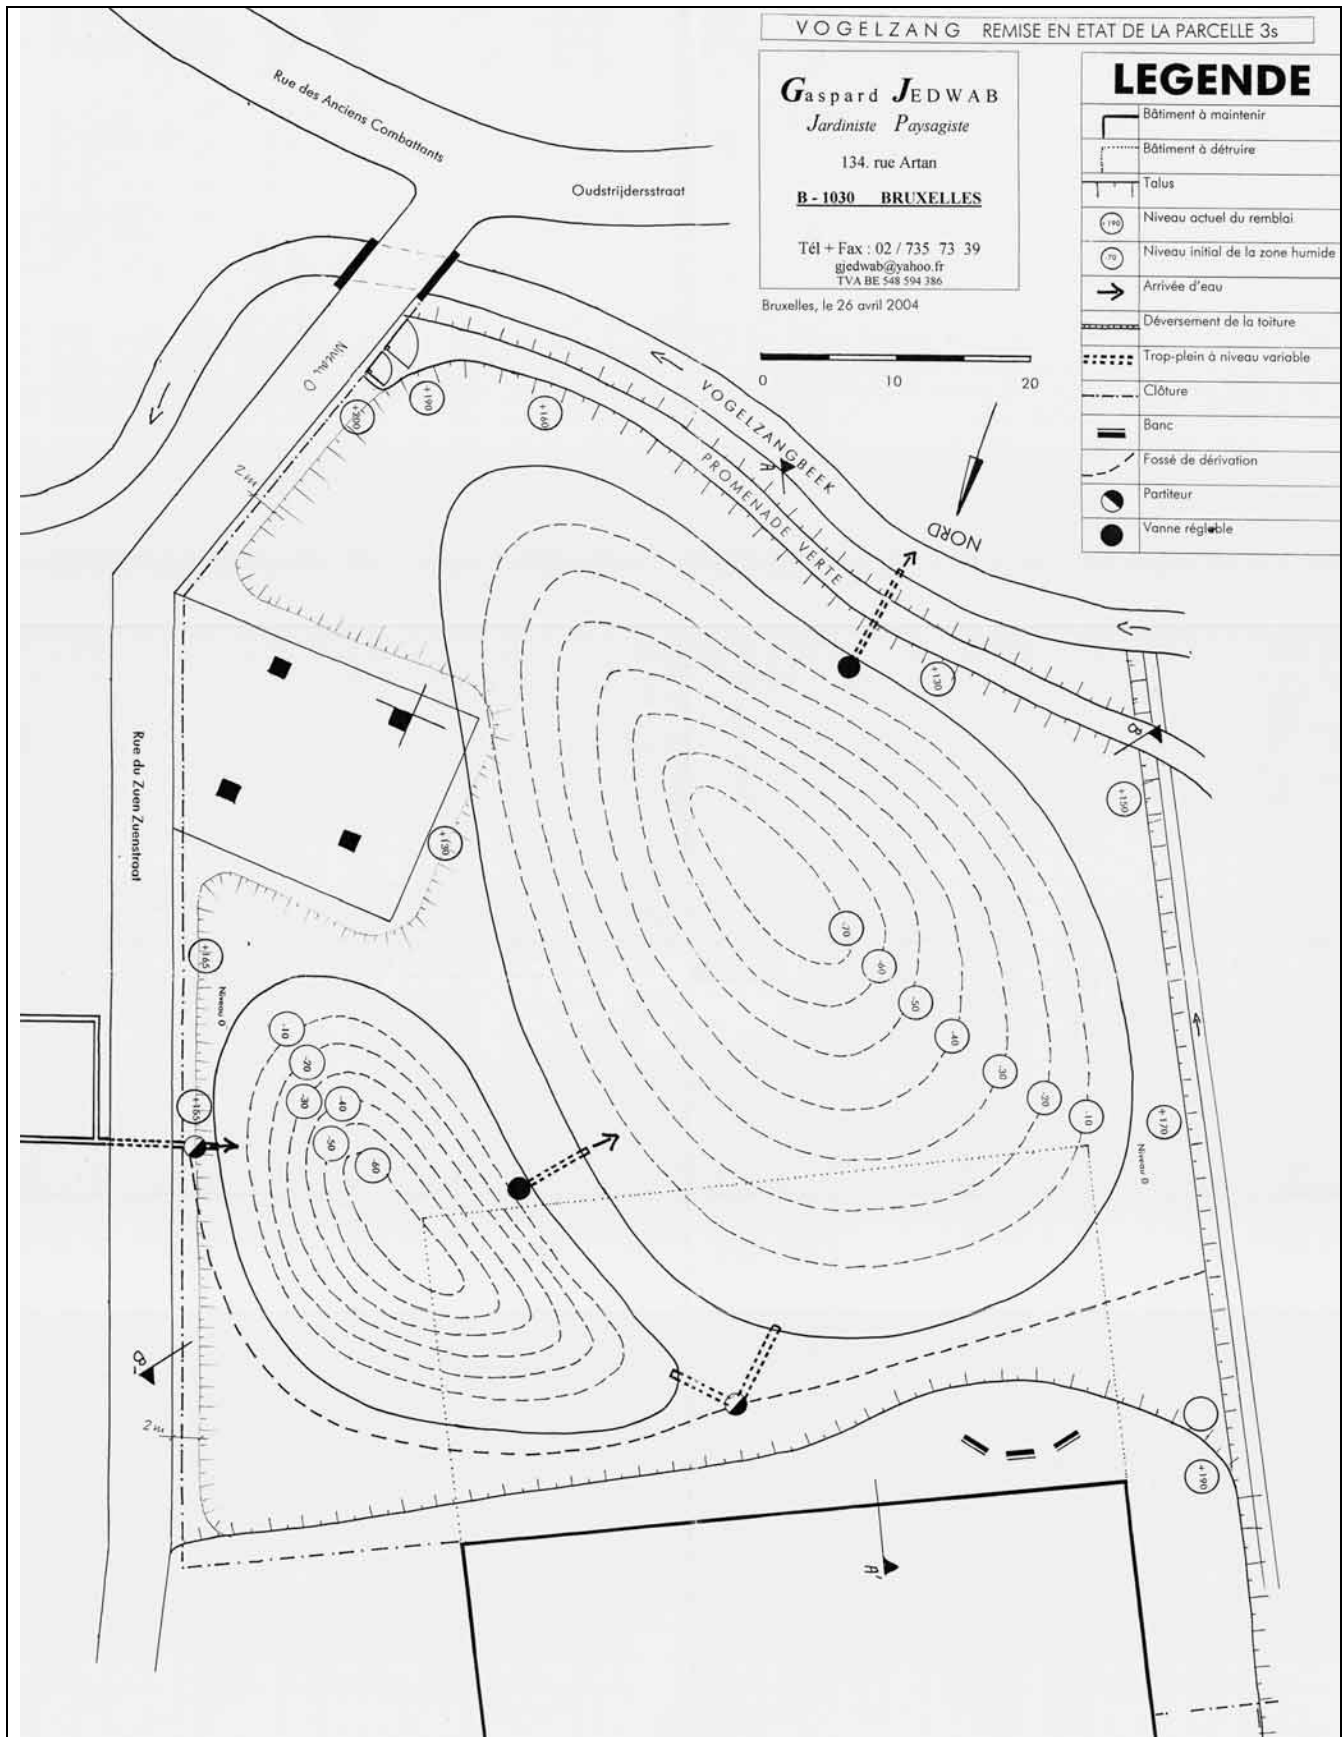 VOGELZANG REMISE EN ETAT DE LA PARCELLE 3s
Gaspard JEDWAB
Jardiniste Paysagiste
134. rue Artan
B - 1030 BRUXELLES
Tél + Fax : 02 / 735 73 39
gjedwab@yahoo.fr
TVA BE 548 594 386
Bruxelles, le 26 avril 2004
0 10 20
LEGENDE
Bâtiment à maintenir
Bâtiment à détruire
Talus
+190 Niveau actuel du remblai
-70 Niveau initial de la zone humide
Arrivée d'eau
Déversement de la toiture
Trop-plein à niveau variable
Clôture
Banc
Fossé de dérivation
Partiteur
Vanne réglable
Rue des Anciens Combattants
Oudstrijdersstraat
Niveau 0
2m
+200
+190
+160
VOGELZANGBEEK
PROMENADE VERTE
A
NORD
+130
B
+150
Rue du Zuen Zuenstraat
+130
+165
Niveau 0
+165
-10
-20
-30
-40
-50
-60
-70
-60
-50
-40
-30
-20
-10
+170
Niveau 0
B'
2m
+190
A'